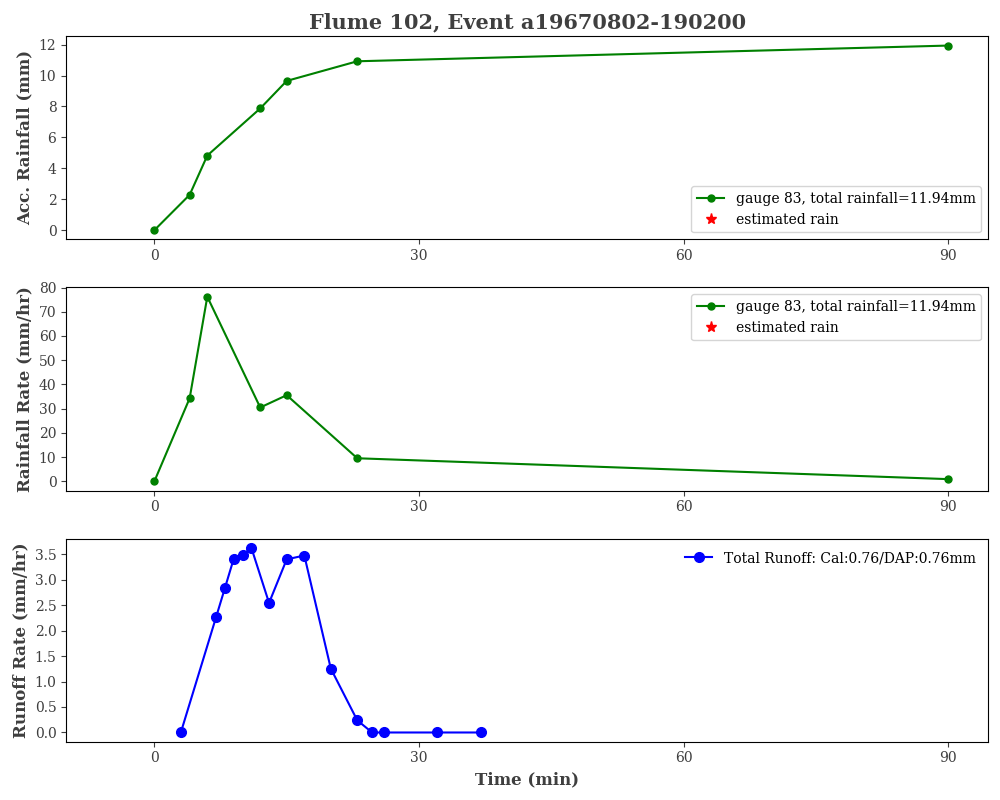 Flume 102, Event a19670802-190200
Acc. Rainfall (mm)
12
10
8
6
4
2
0
gauge 83, total rainfall=11.94mm
estimated rain
0 30 60 90
Rainfall Rate (mm/hr)
80
70
60
50
40
30
20
10
0
gauge 83, total rainfall=11.94mm
estimated rain
0 30 60 90
Runoff Rate (mm/hr)
3.5
3.0
2.5
2.0
1.5
1.0
0.5
0.0
Total Runoff: Cal:0.76/DAP:0.76mm
0 30 60 90
Time (min)